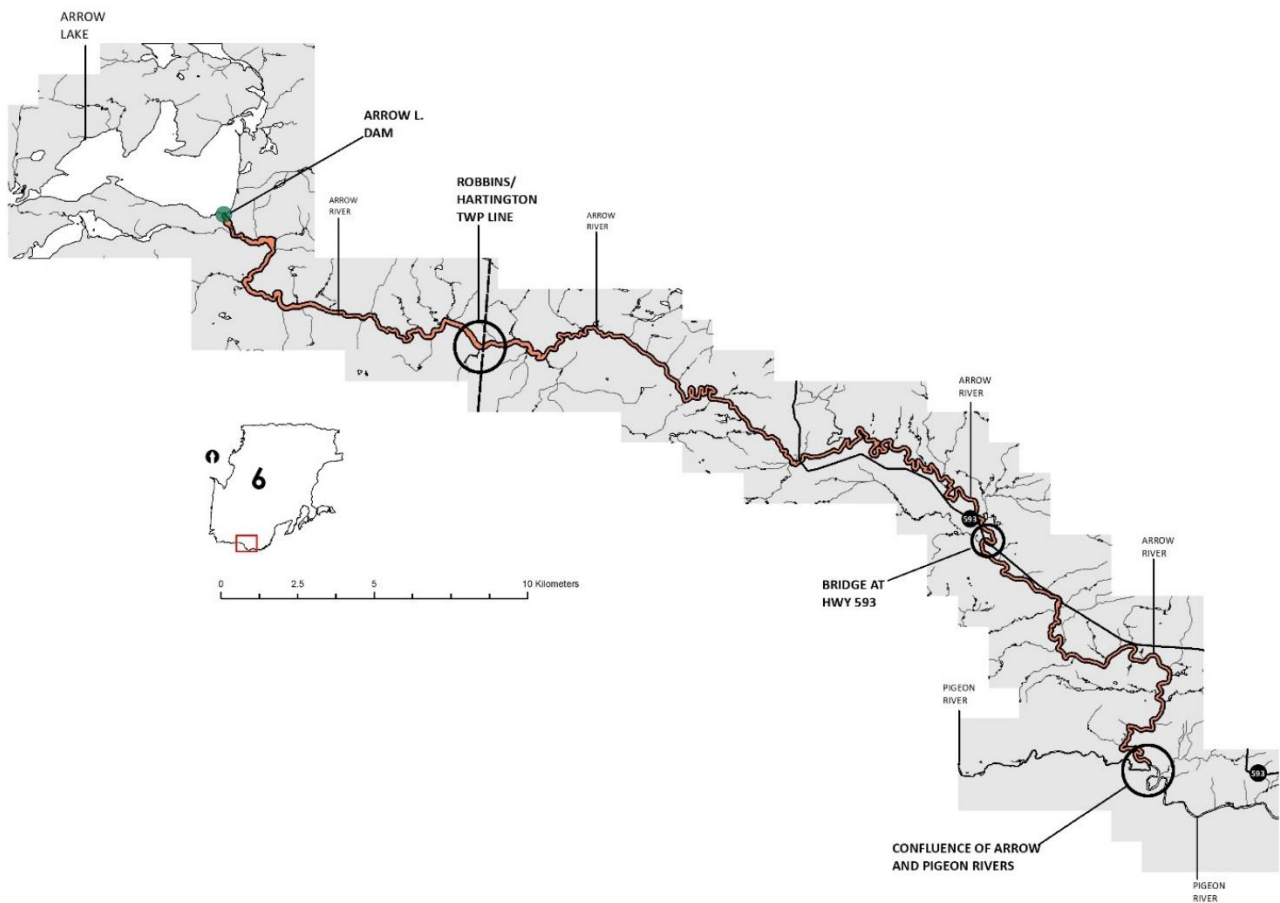 ARROW
LAKE
ARROW L.
DAM
ROBBINS/
HARTINGTON
TWP LINE
ARROW
RIVER
ARROW
RIVER
ARROW
RIVER
6
0 2.5 5 10 Kilometers
593
BRIDGE AT
HWY 593
ARROW
RIVER
PIGEON
RIVER
593
CONFLUENCE OF ARROW
AND PIGEON RIVERS
PIGEON
RIVER